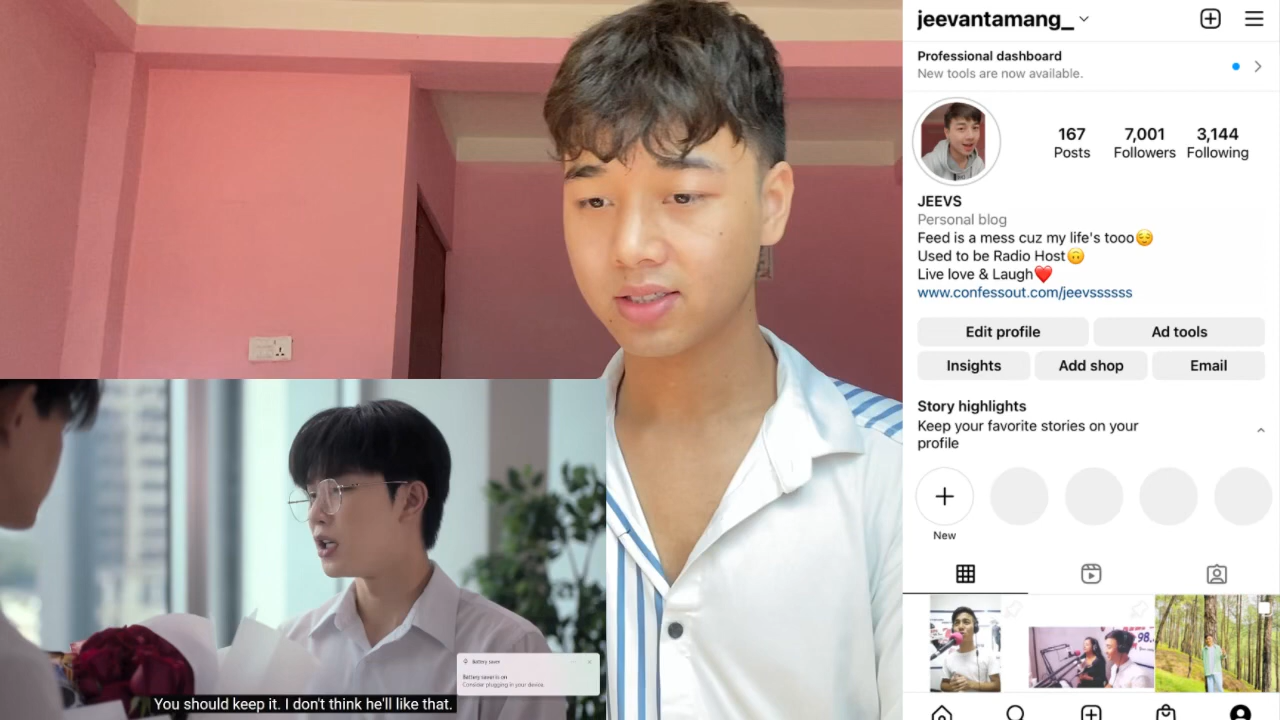 jeevantamang_
Professional dashboard
New tools are now available.
167 7,001 3,144
Posts Followers Following
JEEVS
Personal blog
Feed is a mess cuz my life's tooo😌
Used to be Radio Host🙃
Live love & Laugh❤️
www.confessout.com/jeevssssss
Edit profile Ad tools
Insights Add shop Email
Story highlights
Keep your favorite stories on your
profile
New
98.
Battery saver
Battery saver is on
Consider plugging in your device.
You should keep it. I don't think he'll like that.